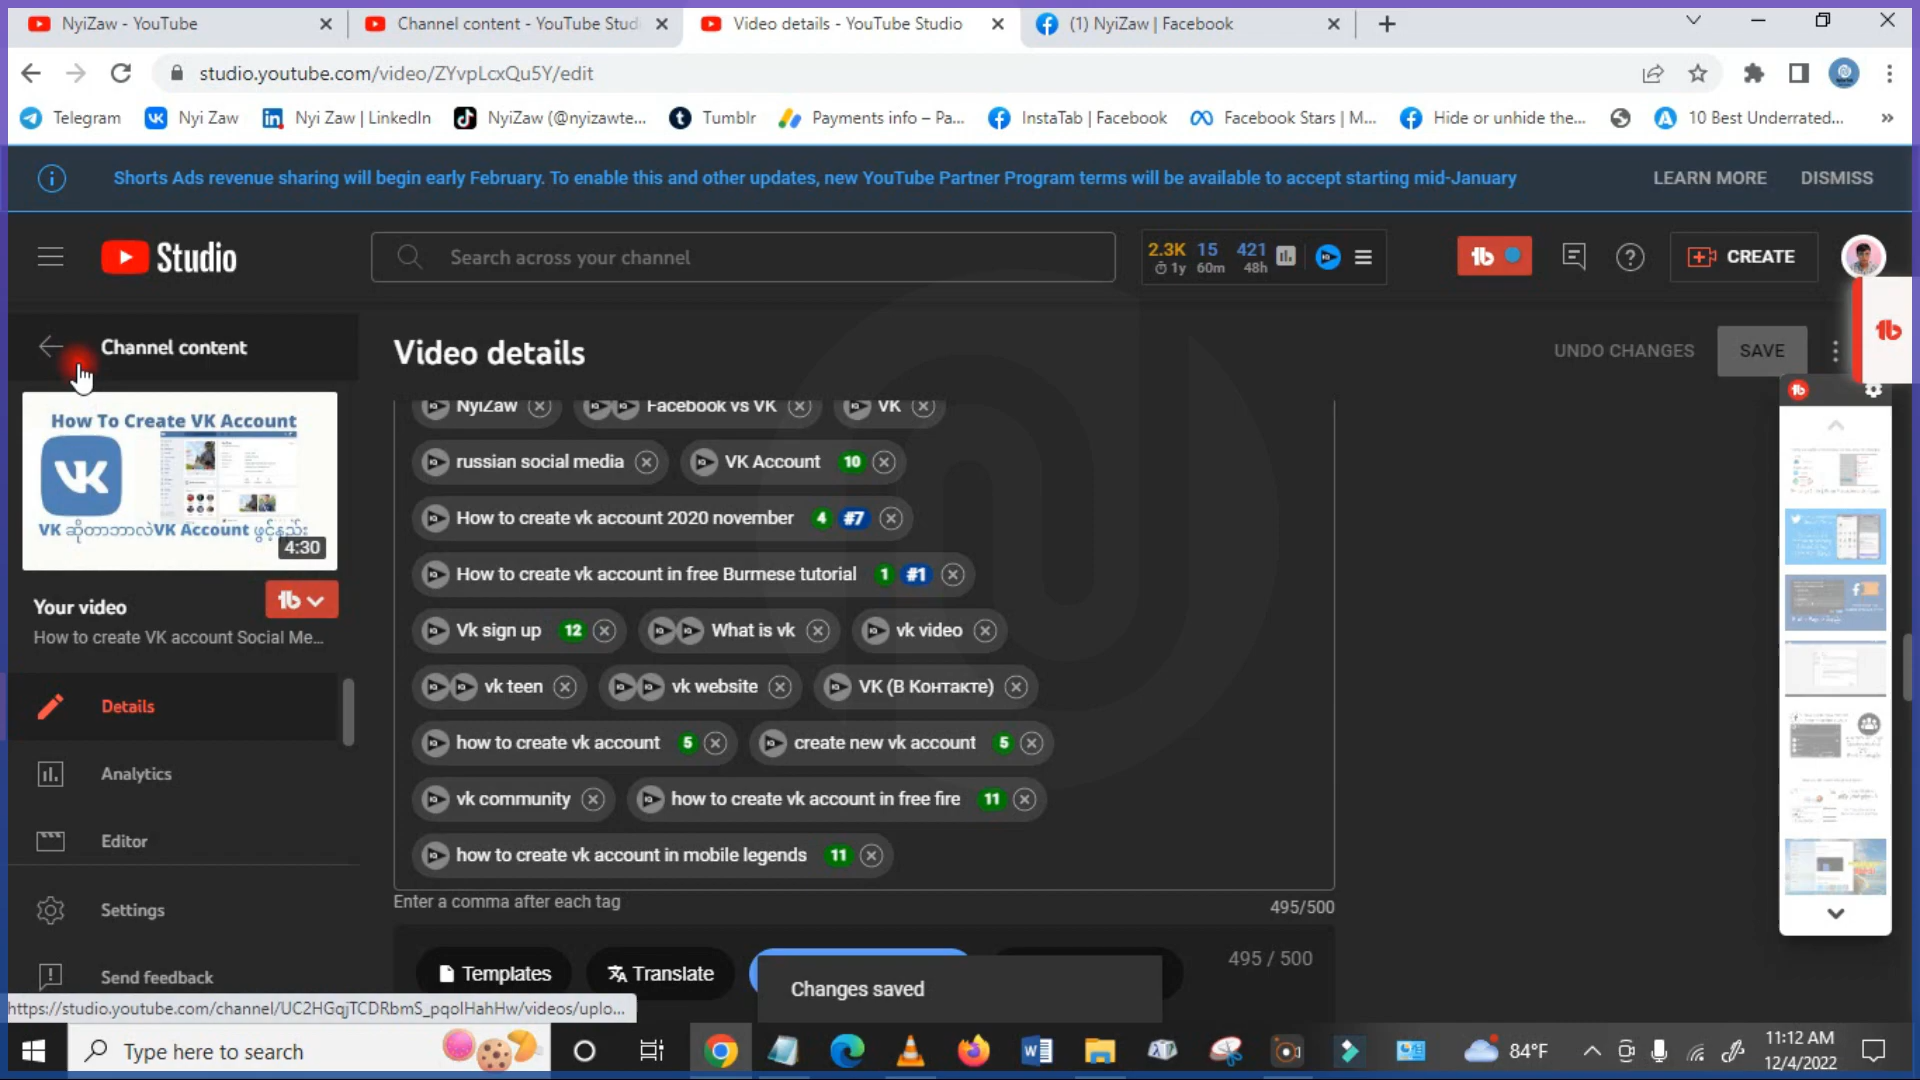 NyiZaw - YouTube
Channel content - YouTube Stud
Video details - YouTube Studio
(1) NyiZaw | Facebook
studio.youtube.com/video/ZYvpLcxQu5Y/edit
Telegram
Nyi Zaw
Nyi Zaw | LinkedIn
NyiZaw (@nyizawte...
Tumblr
Payments info – Pa...
InstaTab | Facebook
Facebook Stars | M...
Hide or unhide the...
10 Best Underrated...
Shorts Ads revenue sharing will begin early February. To enable this and other updates, new YouTube Partner Program terms will be available to accept starting mid-January
LEARN MORE
DISMISS
Studio
Search across your channel
2.3K 15 421
1y 60m 48h
CREATE
Channel content
Video details
UNDO CHANGES
SAVE
How To Create VK Account
VK ဆိုတာဘာလဲVK Account ဖွင့်နည်း
4:30
Your video
How to create VK account Social Me...
Details
Analytics
Editor
Settings
Send feedback
NyiZaw
Facebook vs VK
VK
russian social media
VK Account 10
How to create vk account 2020 november 4 #7
How to create vk account in free Burmese tutorial 1 #1
Vk sign up 12
What is vk
vk video
vk teen
vk website
VK (В Контакте)
how to create vk account 5
create new vk account 5
vk community
how to create vk account in free fire 11
how to create vk account in mobile legends 11
Enter a comma after each tag
495/500
Templates
Translate
495 / 500
Changes saved
https://studio.youtube.com/channel/UC2HGqjTCDRbmS_pqolHahHw/videos/uplo...
Type here to search
84°F
11:12 AM
12/4/2022